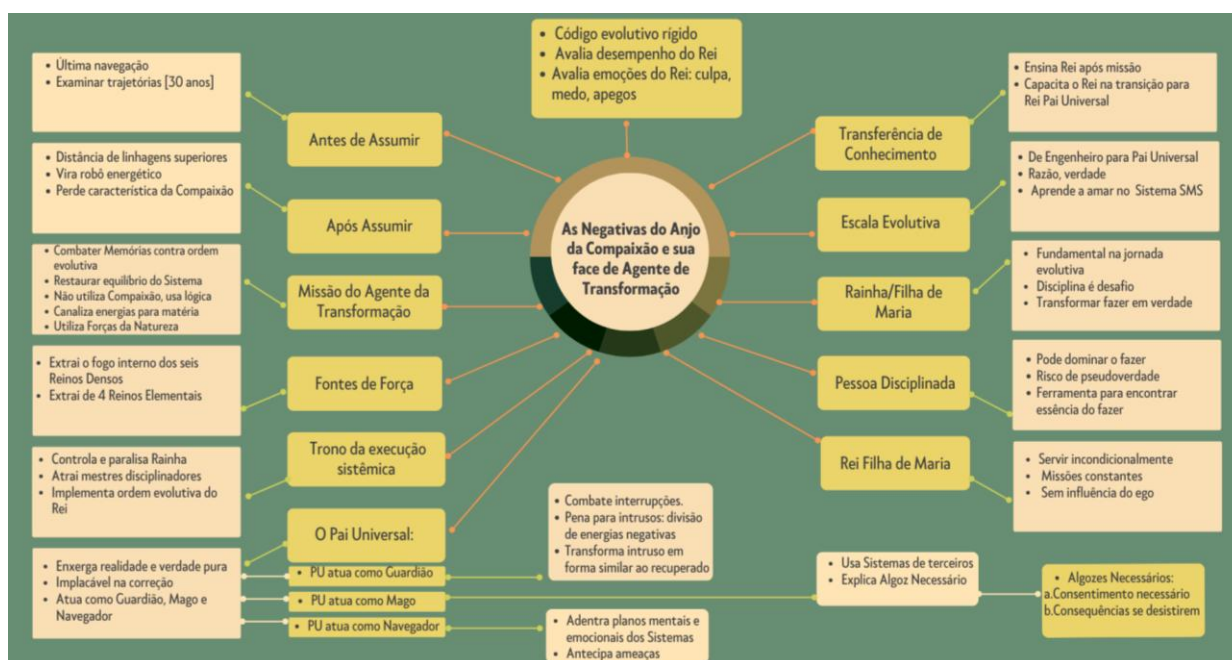 • Código evolutivo rígido
• Avalia desempenho do Rei
• Avalia emoções do Rei: culpa,
medo, apegos
As Negativas do Anjo
da Compaixão e sua
face de Agente de
Transformação
• Última navegação
• Examinar trajetórias [30 anos]
Antes de Assumir
• Distância de linhagens superiores
• Vira robô energético
• Perde característica da Compaixão
Após Assumir
• Combater Memórias contra ordem
evolutiva
• Restaurar equilíbrio do Sistema
• Não utiliza Compaixão, usa lógica
• Canaliza energias para matéria
• Utiliza Forças da Natureza
Missão do Agente da
Transformação
• Extrai o fogo interno dos seis
Reinos Densos
• Extrai de 4 Reinos Elementais
Fontes de Força
• Controla e paralisa Rainha
• Atrai mestres disciplinadores
• Implementa ordem evolutiva do
Rei
Trono da execução
sistêmica
• Enxerga realidade e verdade pura
• Implacável na correção
• Atua como Guardião, Mago e
Navegador
O Pai Universal:
• PU atua como Guardião
• PU atua como Mago
• PU atua como Navegador
• Combate interrupções.
• Pena para intrusos: divisão
de energias negativas
• Transforma intruso em
forma similar ao recuperado
• Adentra planos mentais e
emocionais dos Sistemas
• Antecipa ameaças
• Usa Sistemas de terceiros
• Explica Algoz Necessário
• Algozes Necessários:
a.Consentimento necessário
b.Consequências se desistirem
Transferência de
Conhecimento
• Ensina Rei após missão
• Capacita o Rei na transição para
Rei Pai Universal
Escala Evolutiva
• De Engenheiro para Pai Universal
• Razão, verdade
• Aprende a amar no Sistema SMS
Rainha/Filha de
Maria
• Fundamental na jornada
evolutiva
• Disciplina é desafio
• Transformar fazer em verdade
Pessoa Disciplinada
• Pode dominar o fazer
• Risco de pseudoverdade
• Ferramenta para encontrar
essência do fazer
Rei Filha de Maria
• Servir incondicionalmente
• Missões constantes
• Sem influência do ego